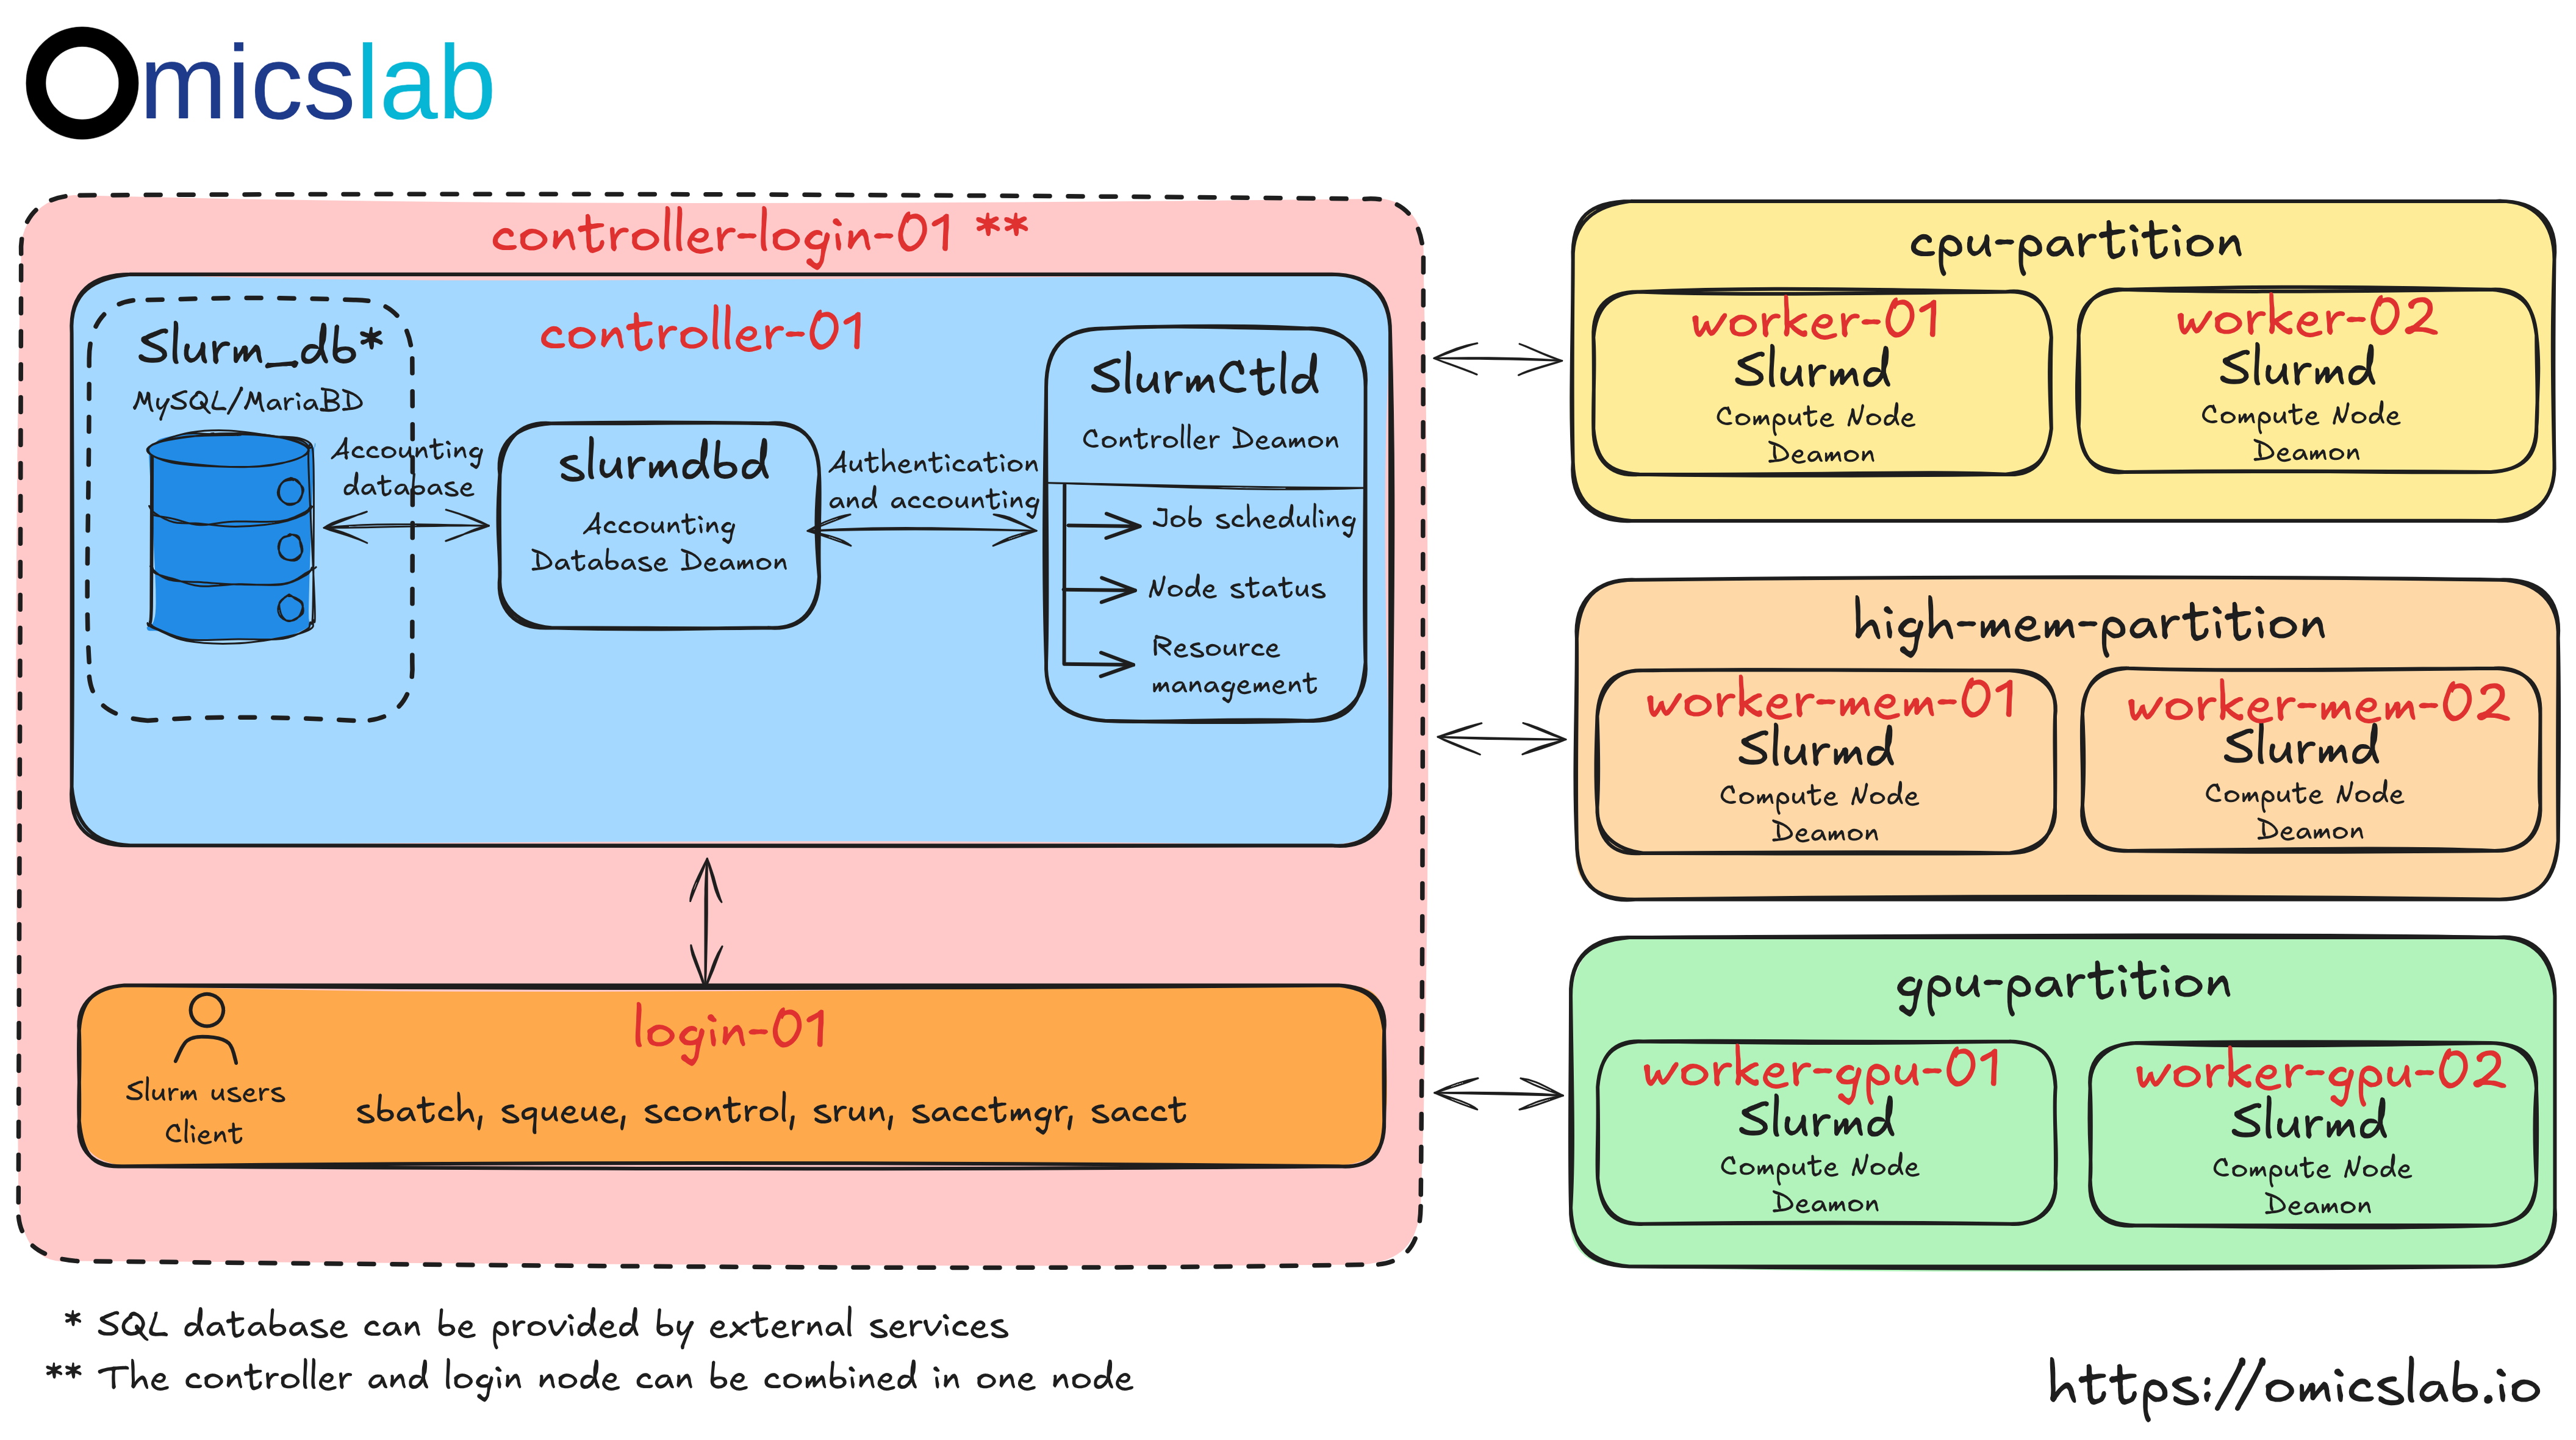 Omicslab
controller-login-01 **
controller-01
Slurm_db*
MySQL/MariaBD
Accounting
database
slurmdbd
Accounting
Database Deamon
Authentication
and accounting
SlurmCtld
Controller Deamon
Job scheduling
Node status
Resource
management
login-01
Slurm users
Client
sbatch, squeue, scontrol, srun, sacctmgr, sacct
cpu-partition
worker-01
Slurmd
Compute Node
Deamon
worker-02
Slurmd
Compute Node
Deamon
high-mem-partition
worker-mem-01
Slurmd
Compute Node
Deamon
worker-mem-02
Slurmd
Compute Node
Deamon
gpu-partition
worker-gpu-01
Slurmd
Compute Node
Deamon
worker-gpu-02
Slurmd
Compute Node
Deamon
* SQL database can be provided by external services
** The controller and login node can be combined in one node
https://omicslab.io